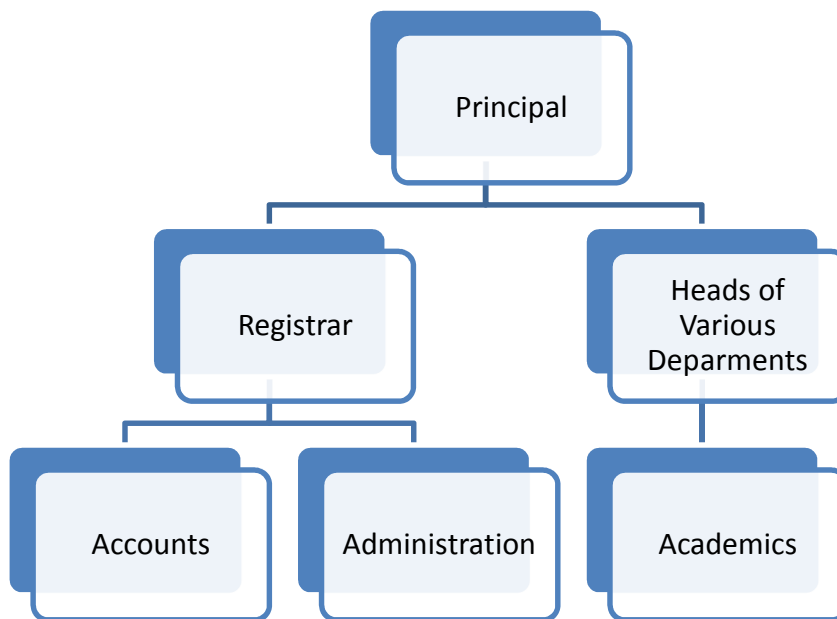 Principal
Registrar
Heads of
Various
Deparments
Accounts
Administration
Academics